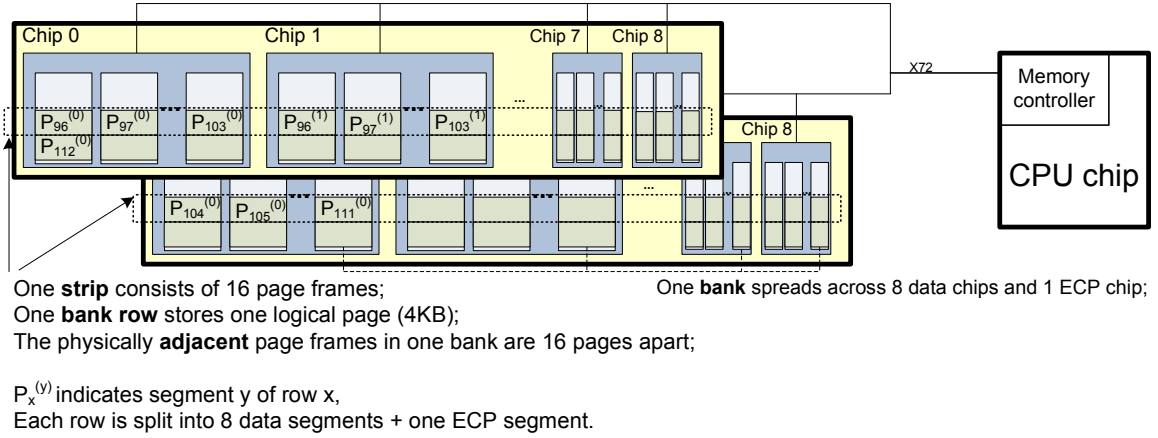 Chip 0
Chip 1
Chip 7
Chip 8
...
...
...
...
...
P96(0)
P97(0)
P103(0)
P96(1)
P97(1)
P103(1)
P112(0)
X72
Memory
controller
CPU chip
Chip 8
...
...
...
...
...
P104(0)
P105(0)
P111(0)
One strip consists of 16 page frames;
One bank row stores one logical page (4KB);
The physically adjacent page frames in one bank are 16 pages apart;
One bank spreads across 8 data chips and 1 ECP chip;
Px(y) indicates segment y of row x,
Each row is split into 8 data segments + one ECP segment.